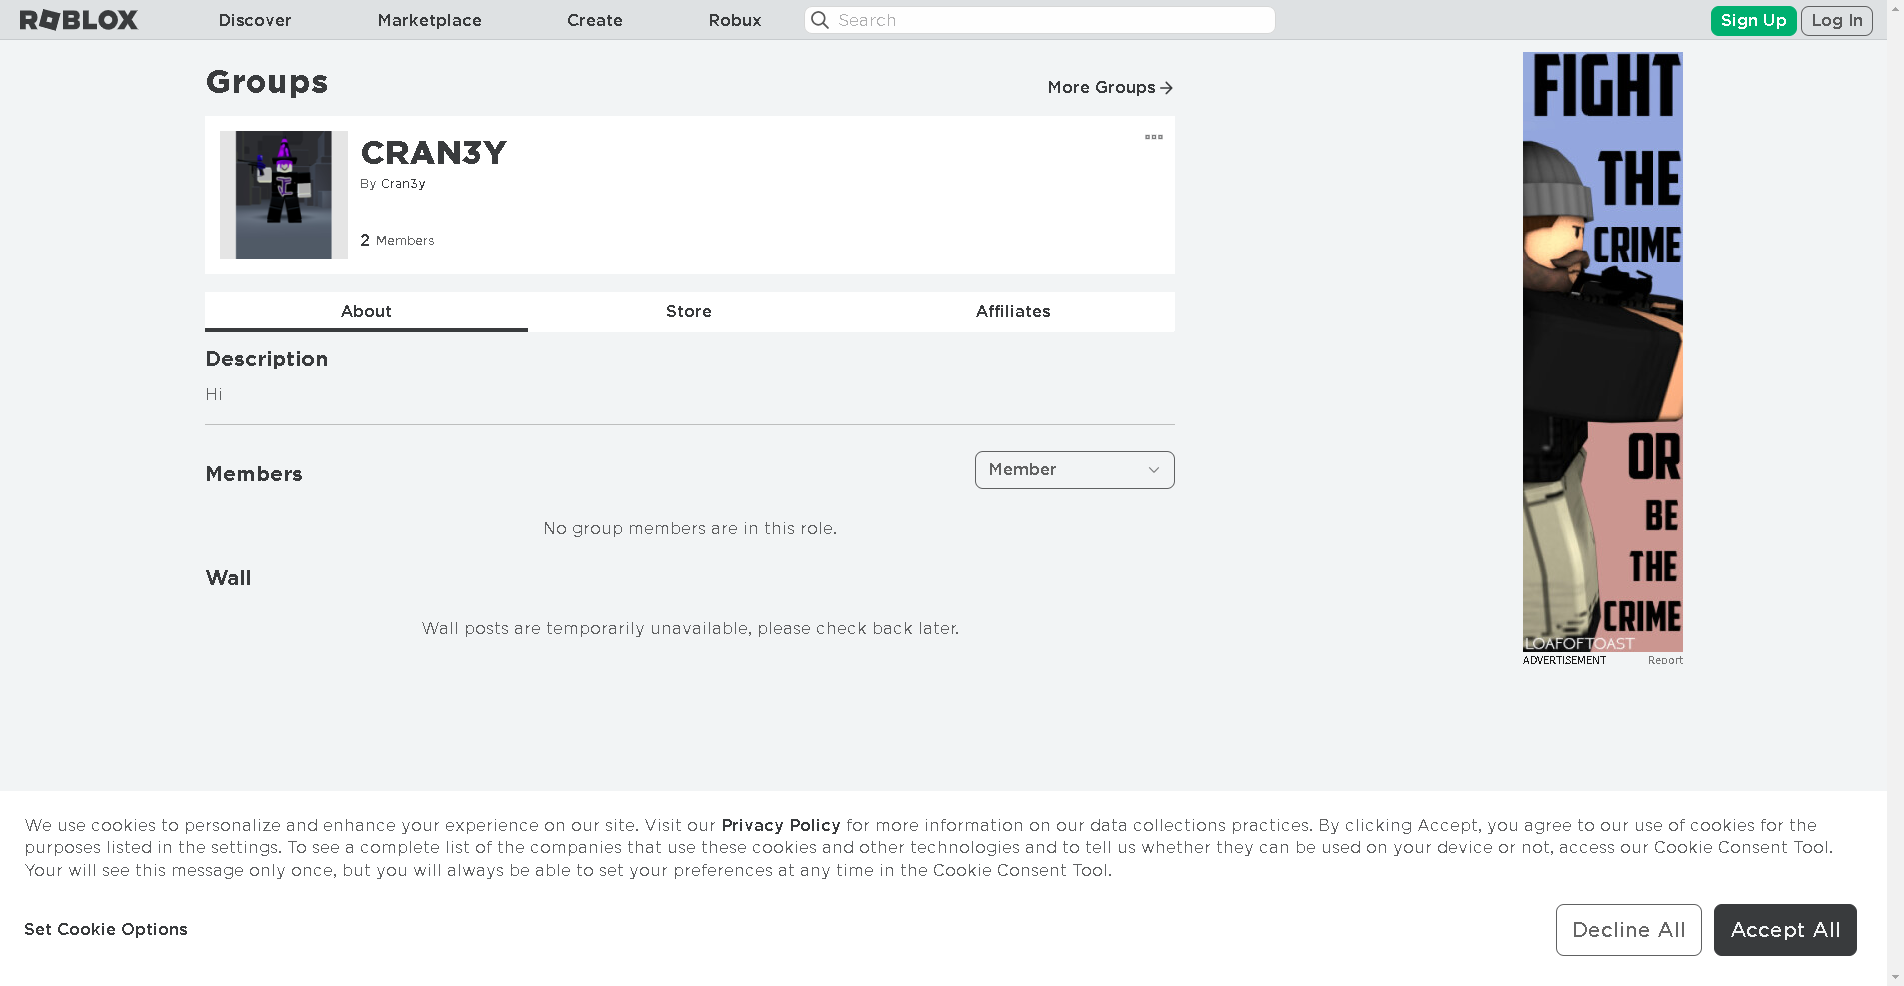 ROBLOX
Discover
Marketplace
Create
Robux
Search
Sign Up
Log In
Groups
More Groups
CRAN3Y
By Cran3y
2 Members
About
Store
Affiliates
Description
Hi
Members
Member
No group members are in this role.
Wall
Wall posts are temporarily unavailable, please check back later.
FIGHT
THE
CRIME
OR
BE
THE
CRIME
LOAFOFTOAST
ADVERTISEMENT
Report
We use cookies to personalize and enhance your experience on our site. Visit our Privacy Policy for more information on our data collections practices. By clicking Accept, you agree to our use of cookies for the
purposes listed in the settings. To see a complete list of the companies that use these cookies and other technologies and to tell us whether they can be used on your device or not, access our Cookie Consent Tool.
Your will see this message only once, but you will always be able to set your preferences at any time in the Cookie Consent Tool.
Set Cookie Options
Decline All
Accept All